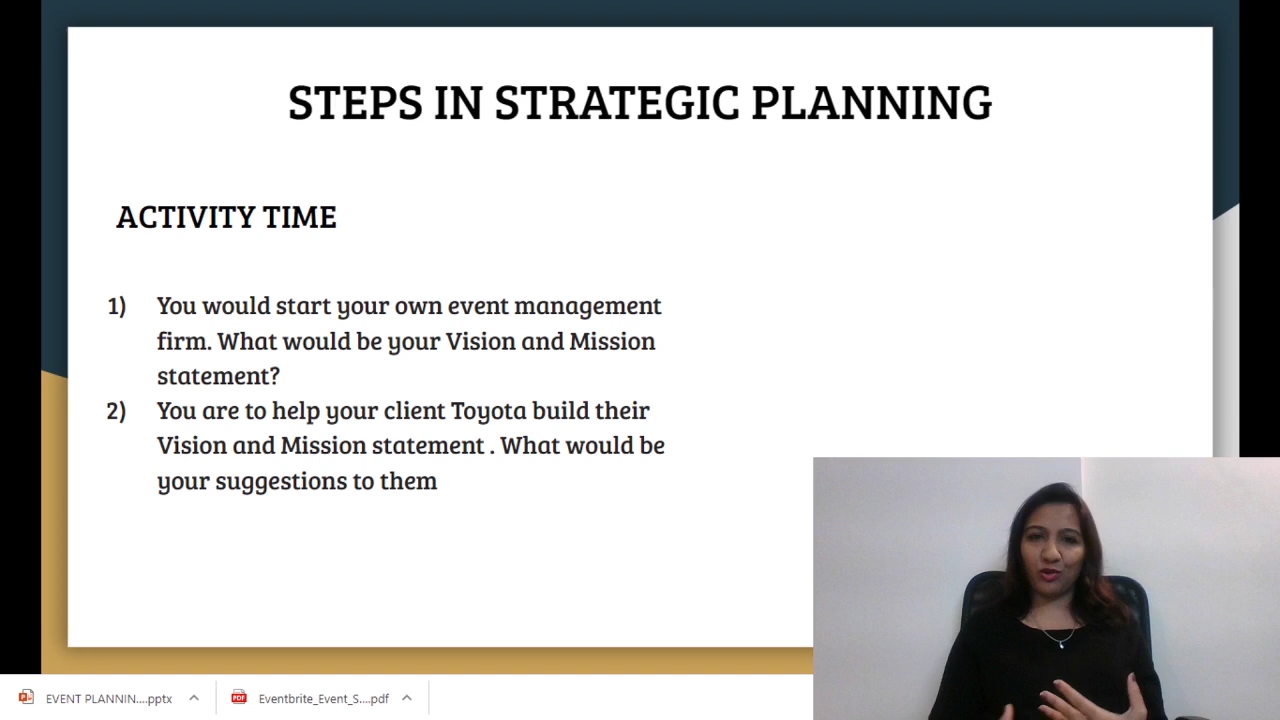 STEPS IN STRATEGIC PLANNING
ACTIVITY TIME
1) You would start your own event management
firm. What would be your Vision and Mission
statement?
2) You are to help your client Toyota build their
Vision and Mission statement . What would be
your suggestions to them
EVENT PLANNIN....pptx
PDF
Eventbrite_Event_S....pdf